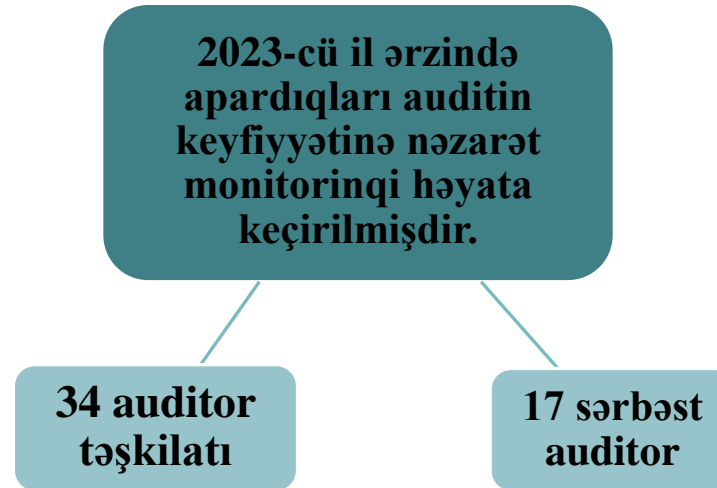 2023-cü il ərzində
apardıqları auditin
keyfiyyətinə nəzarət
monitorinqi həyata
keçirilmişdir.
34 auditor
təşkilatı
17 sərbəst
auditor